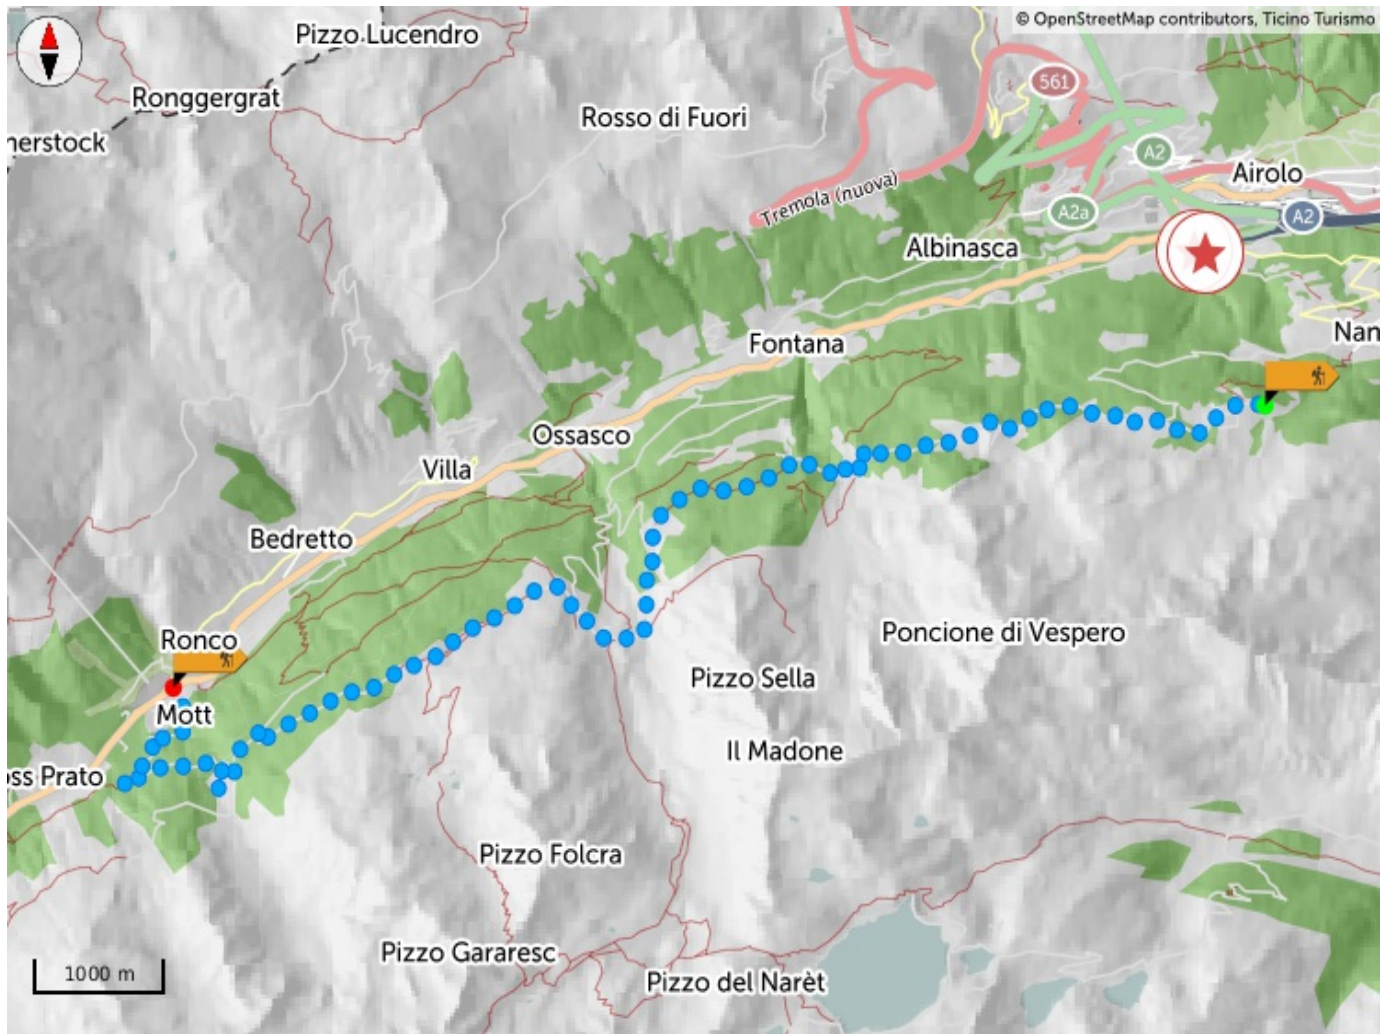 © OpenStreetMap contributors, Ticino Turismo
Pizzo Lucendro
561
Ronggergrat
Rosso di Fuori
nerstock
A2
Airolo
Tremola (nuova)
A2a
A2
Albinasca
Fontana
Nan
Ossasco
Villa
Bedretto
Ronco
Poncione di Vespero
Pizzo Sella
Mott
Il Madone
oss Prato
Pizzo Folcra
Pizzo Gararesc
1000 m
Pizzo del Narèt